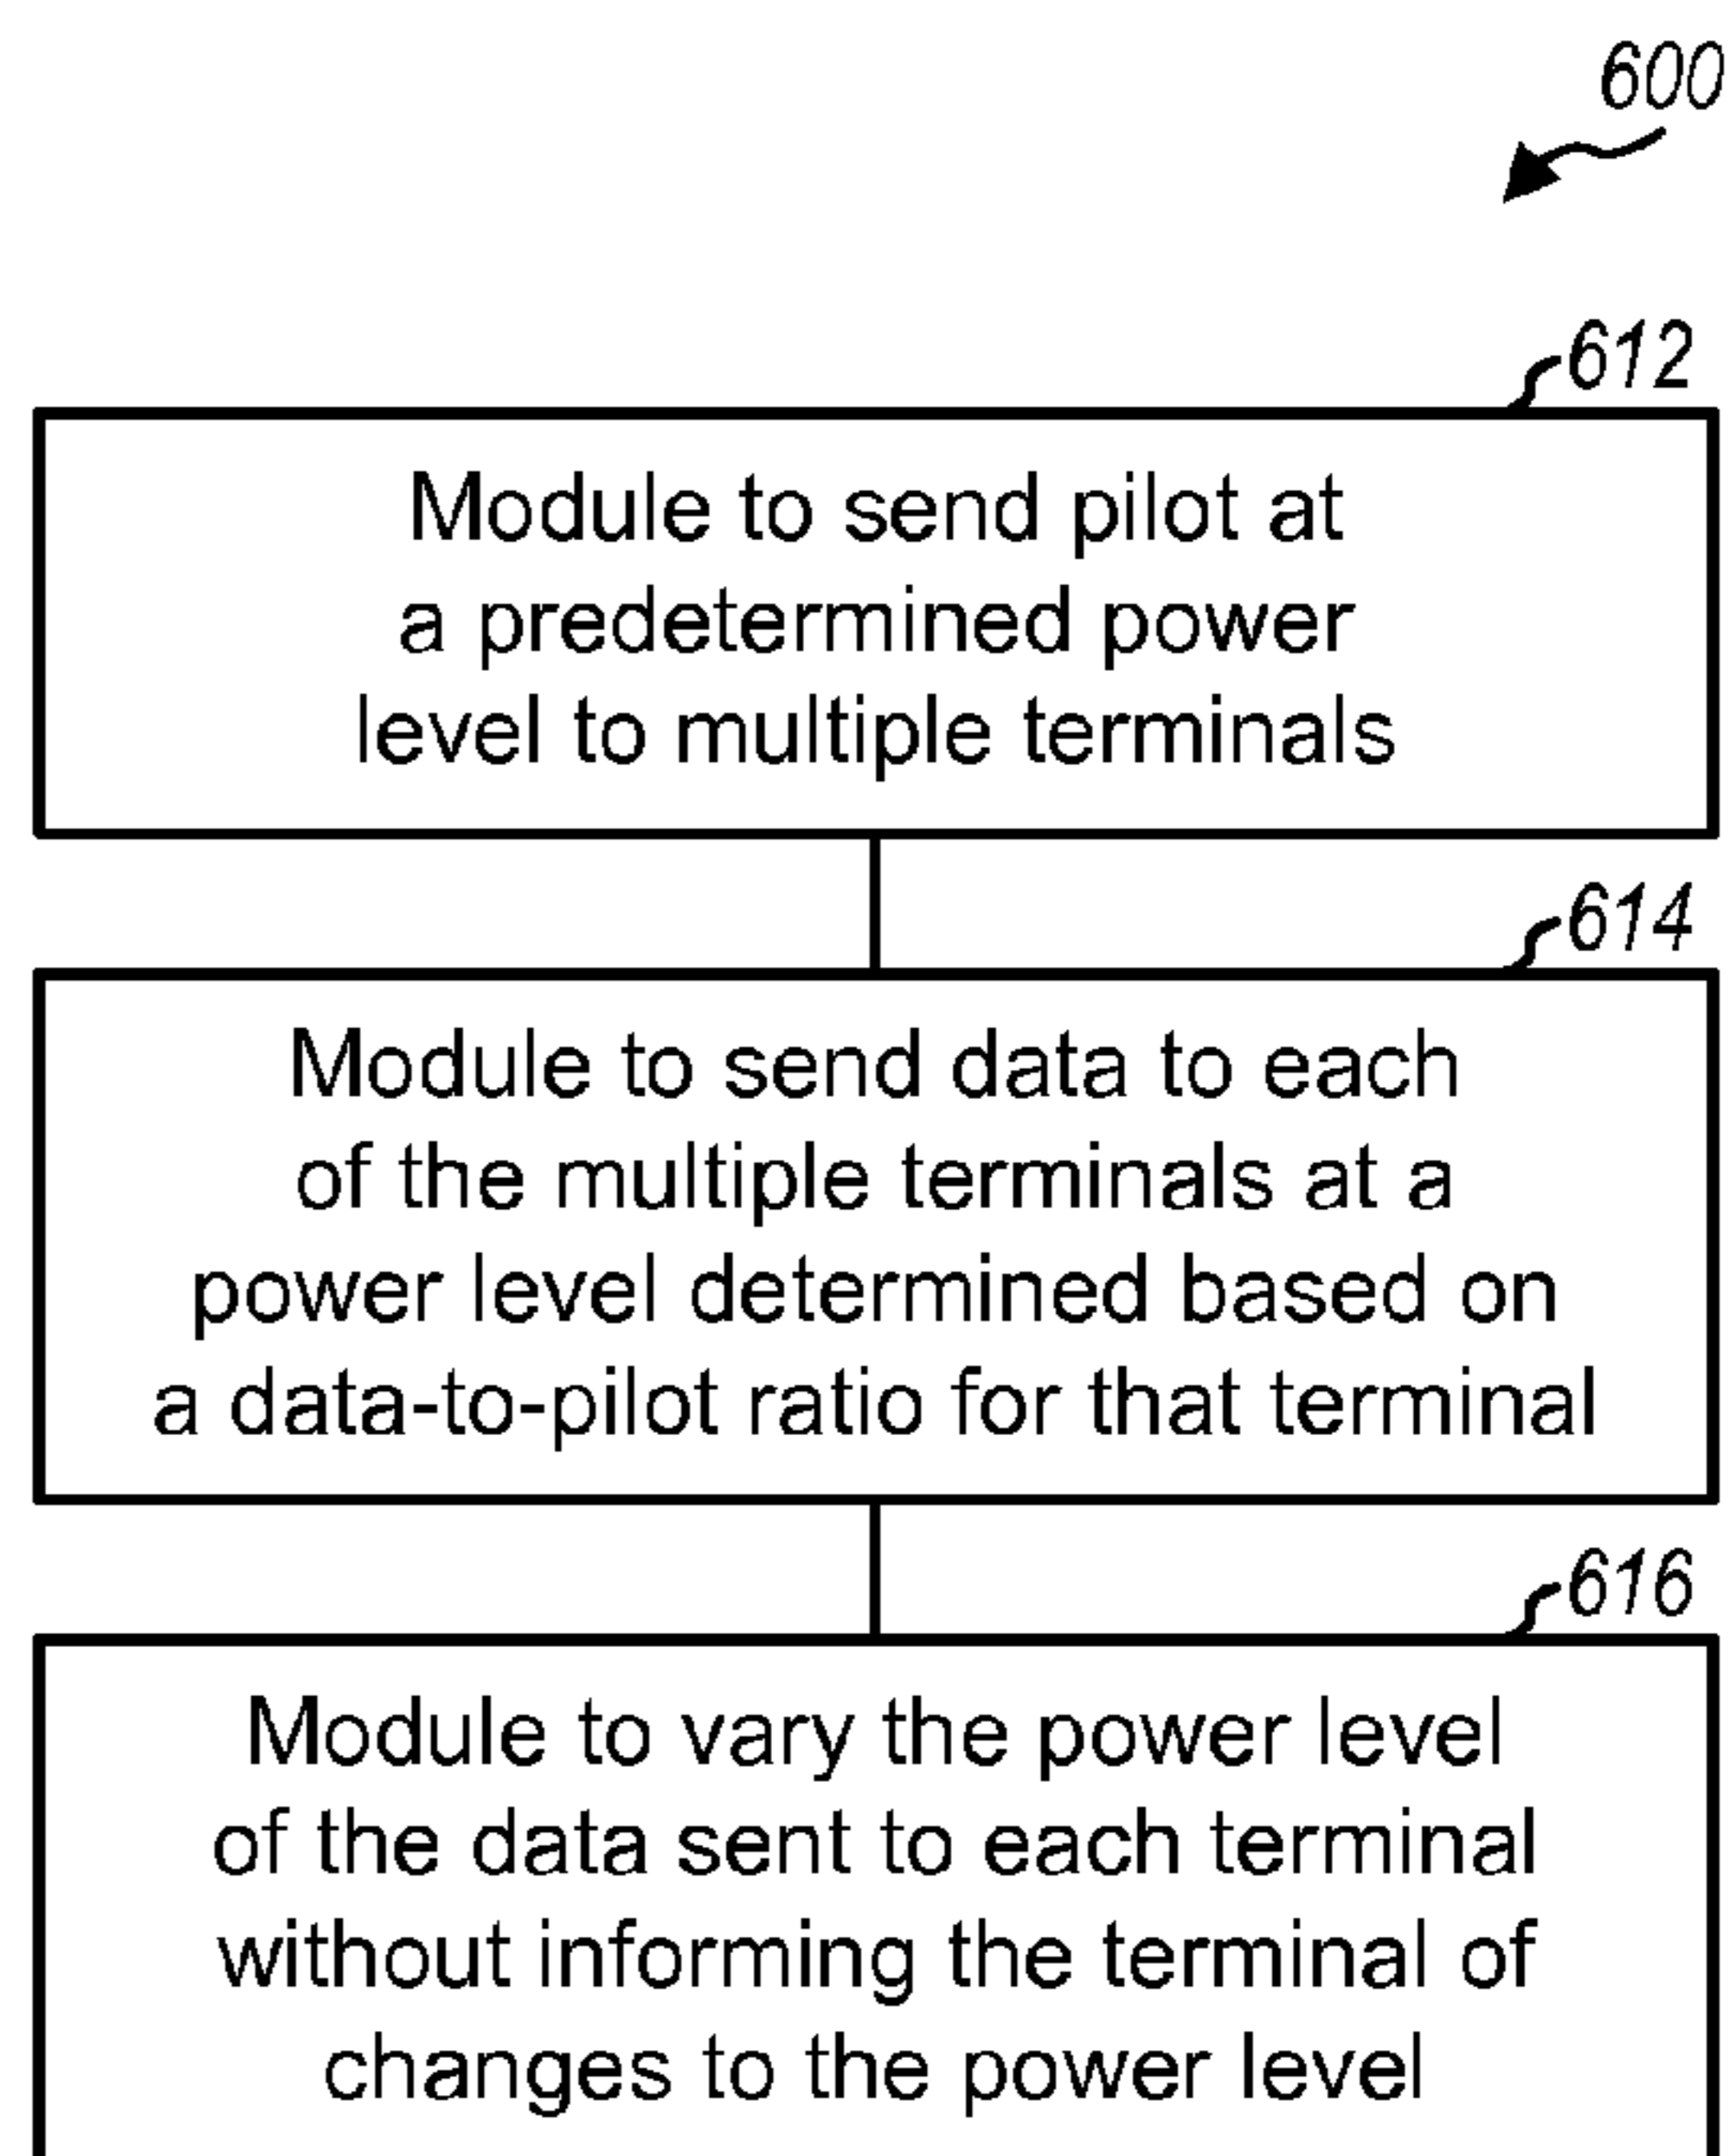 600
612
Module to send pilot at
a predetermined power
level to multiple terminals
614
Module to send data to each
of the multiple terminals at a
power level determined based on
a data-to-pilot ratio for that terminal
616
Module to vary the power level
of the data sent to each terminal
without informing the terminal of
changes to the power level